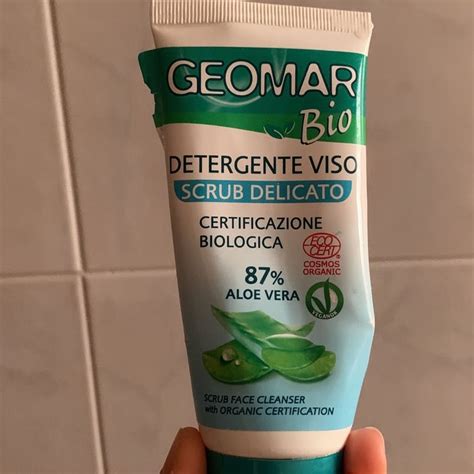 GEOMAR
Bio
DETERGENTE VISO
SCRUB DELICATO
CERTIFICAZIONE
BIOLOGICA
ECO
CERT
COSMOS
ORGANIC
87%
ALOE VERA
VEGANOK
SCRUB FACE CLEANSER
with ORGANIC CERTIFICATION